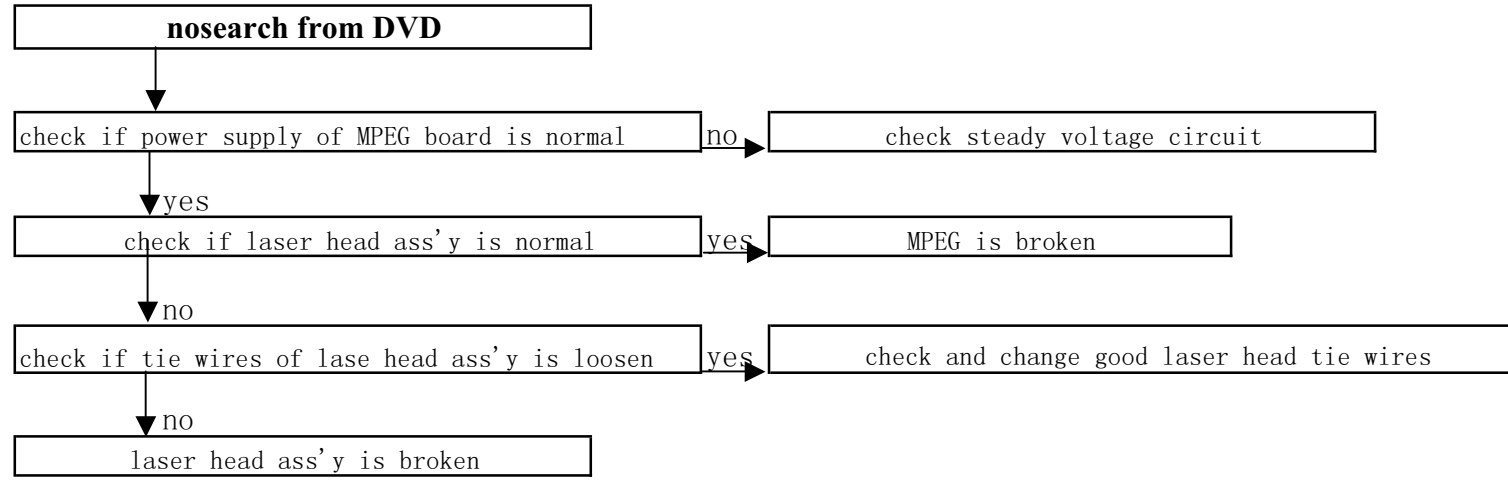 nosearch from DVD
check if power supply of MPEG board is normal
no
check steady voltage circuit
yes
check if laser head ass'y is normal
yes
MPEG is broken
no
check if tie wires of lase head ass'y is loosen
yes
check and change good laser head tie wires
no
laser head ass'y is broken